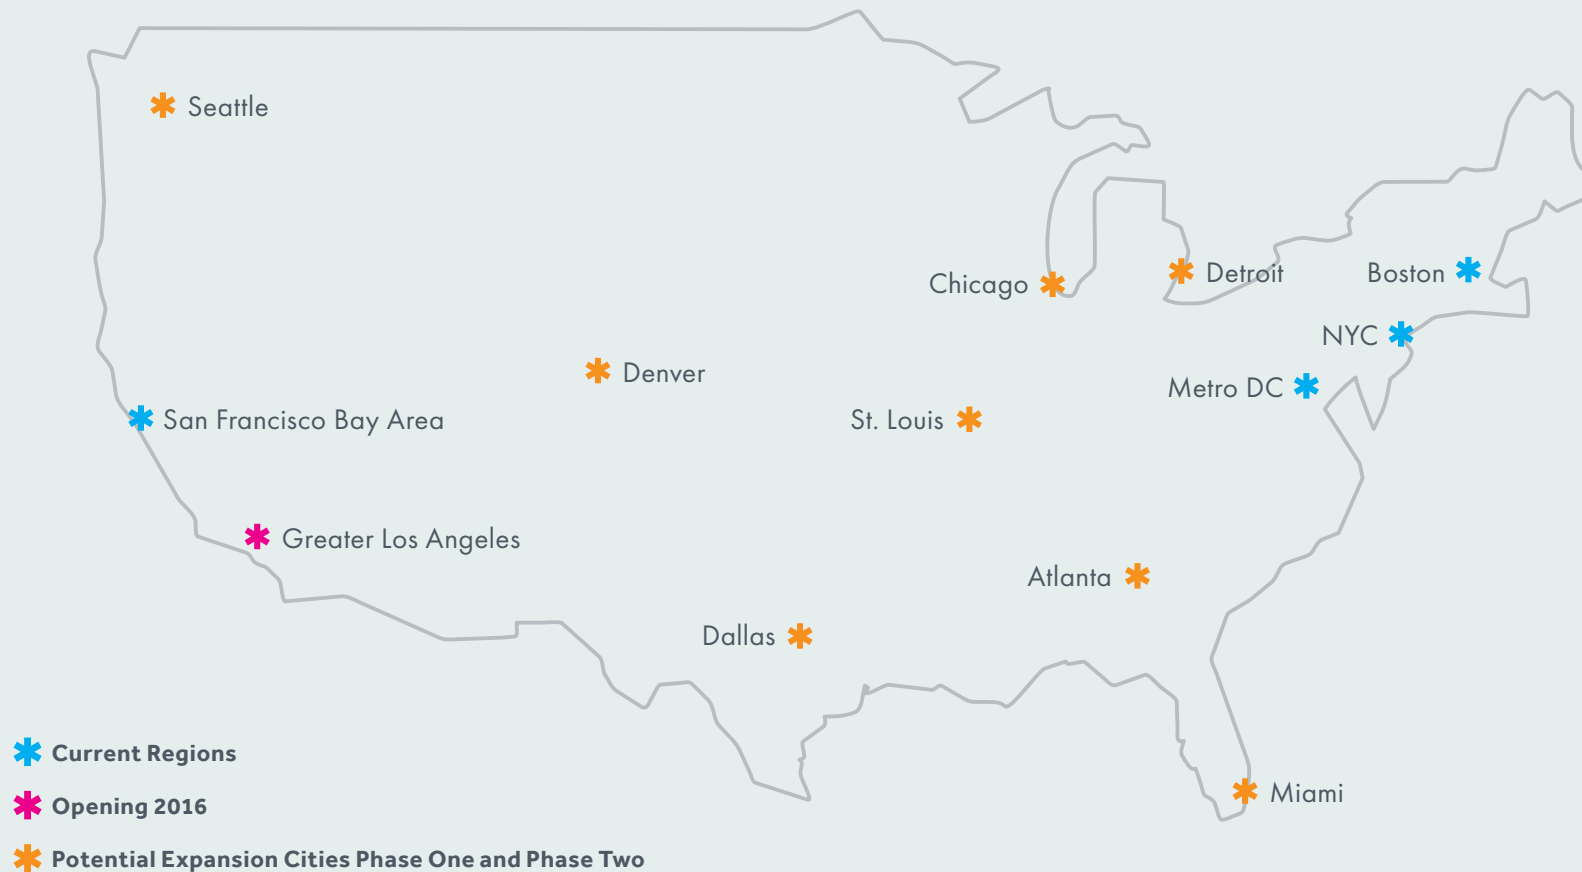 Seattle
Chicago
Detroit
Boston
NYC
Denver
Metro DC
San Francisco Bay Area
St. Louis
Greater Los Angeles
Atlanta
Dallas
Current Regions
Miami
Opening 2016
Potential Expansion Cities Phase One and Phase Two